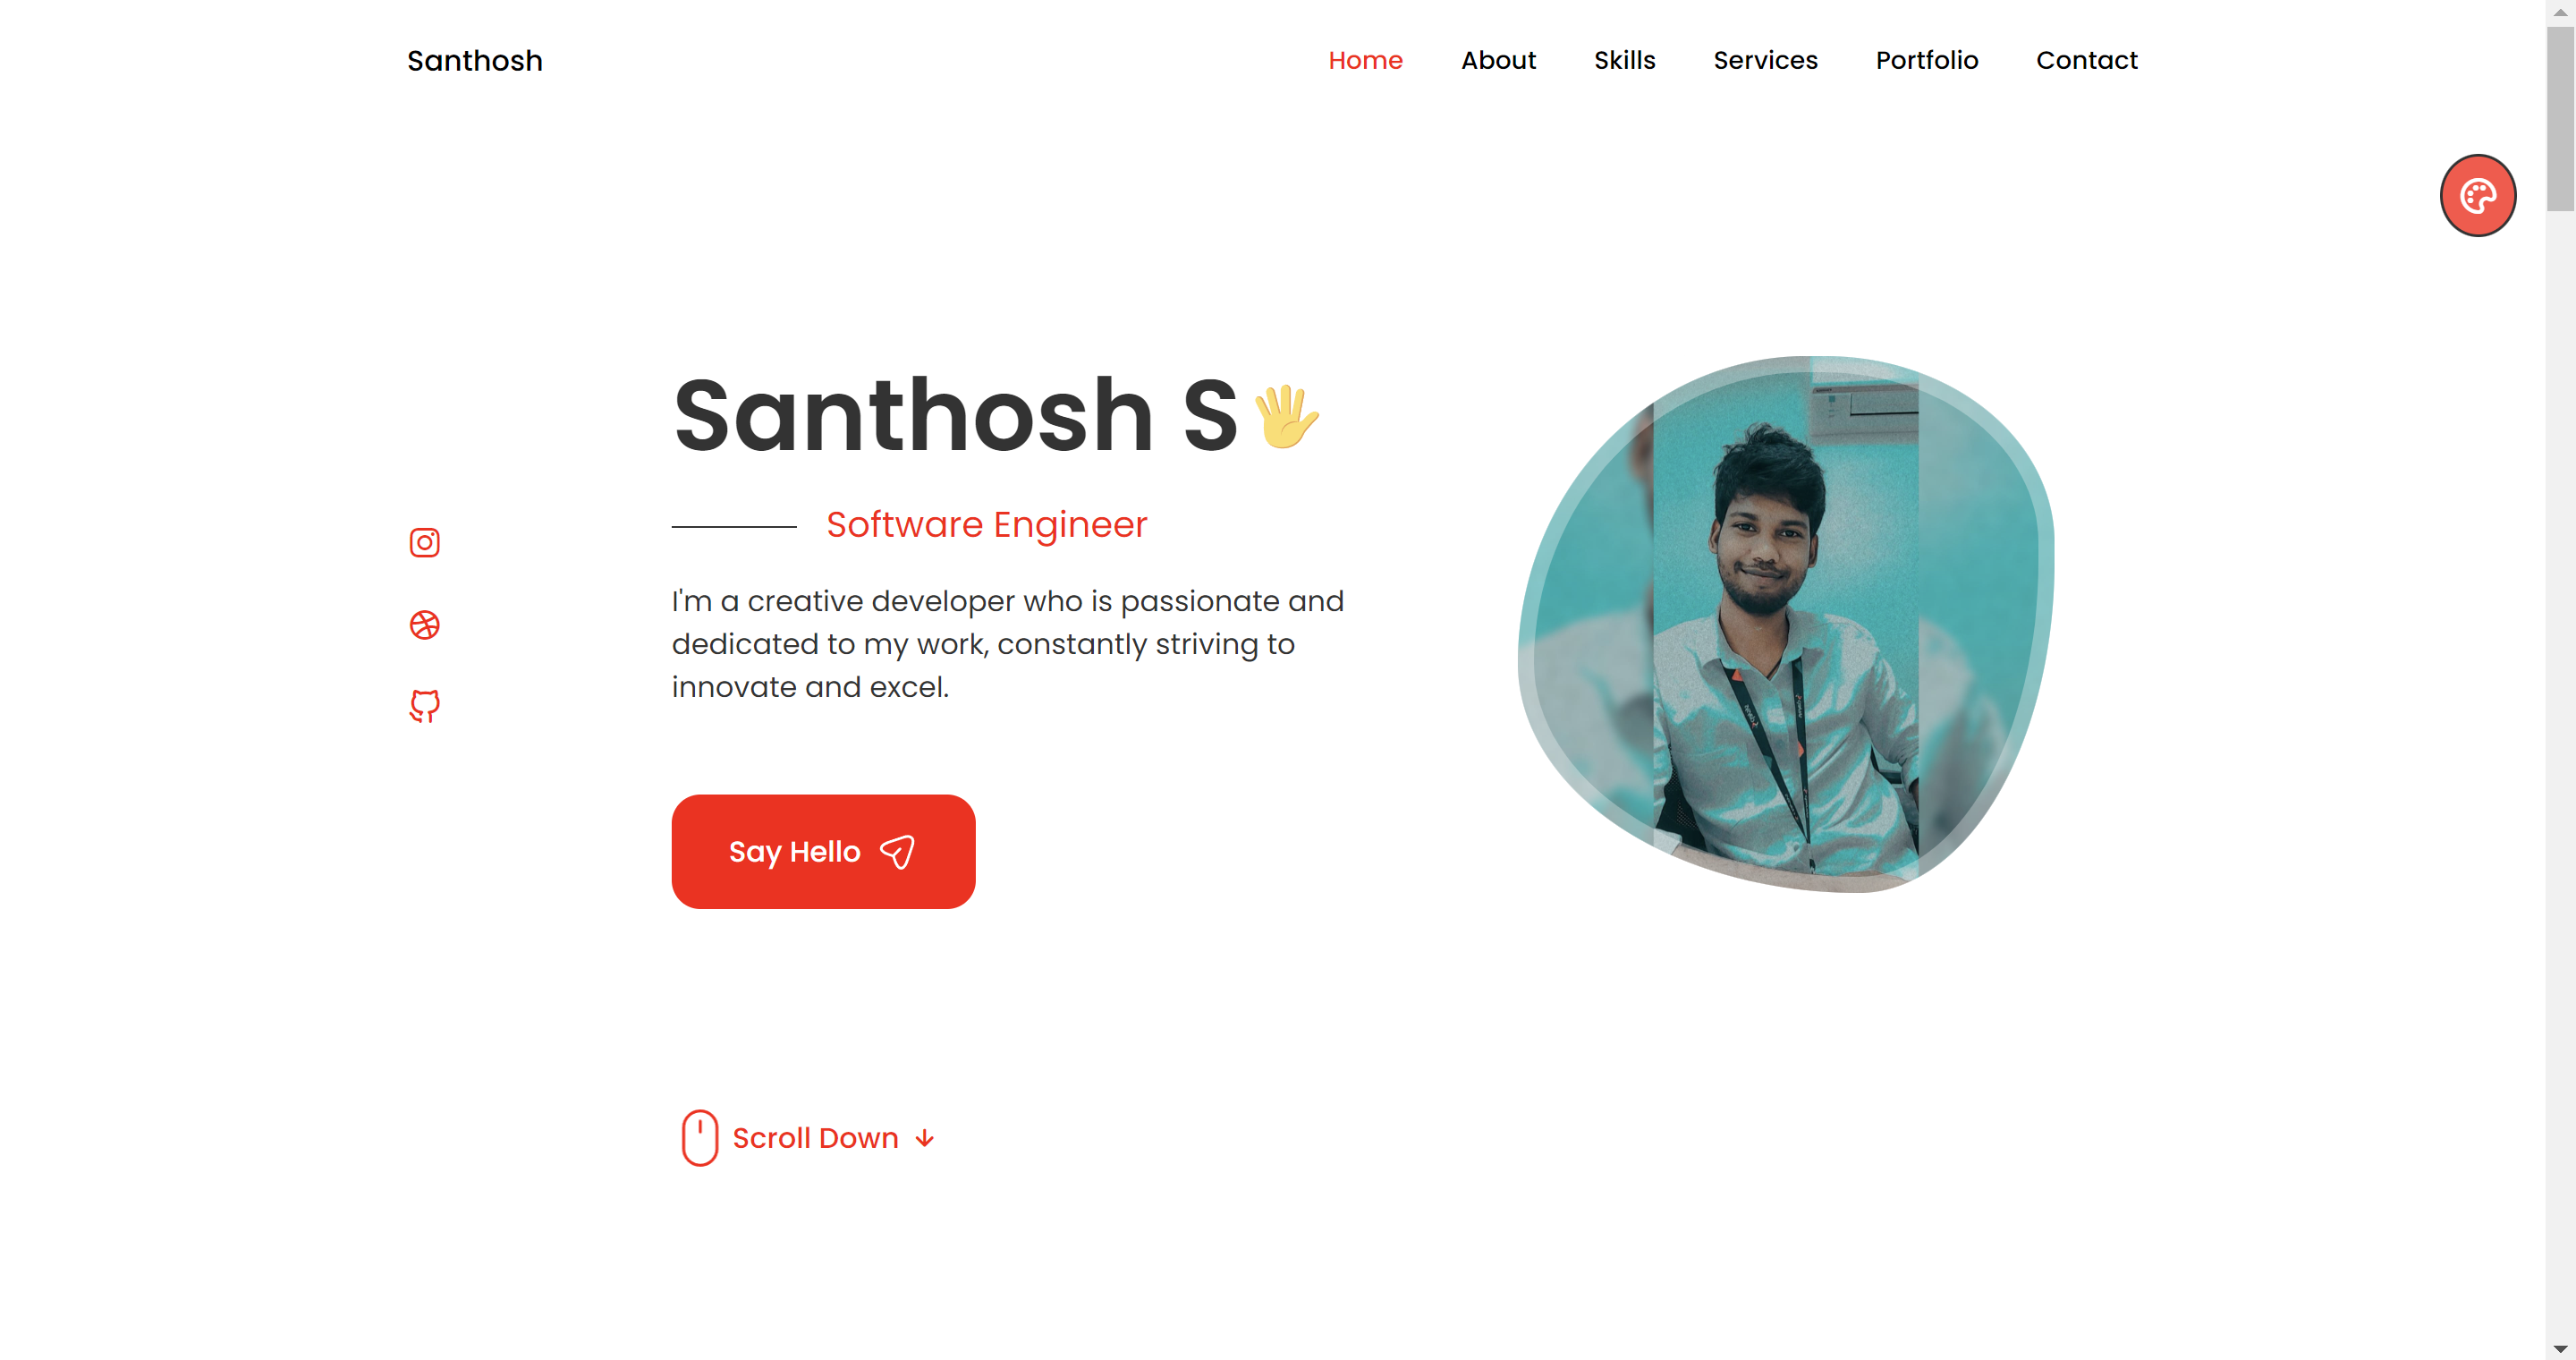 Santhosh
Home About Skills Services Portfolio Contact
Santhosh S
Software Engineer
I'm a creative developer who is passionate and
dedicated to my work, constantly striving to
innovate and excel.
Say Hello
Scroll Down